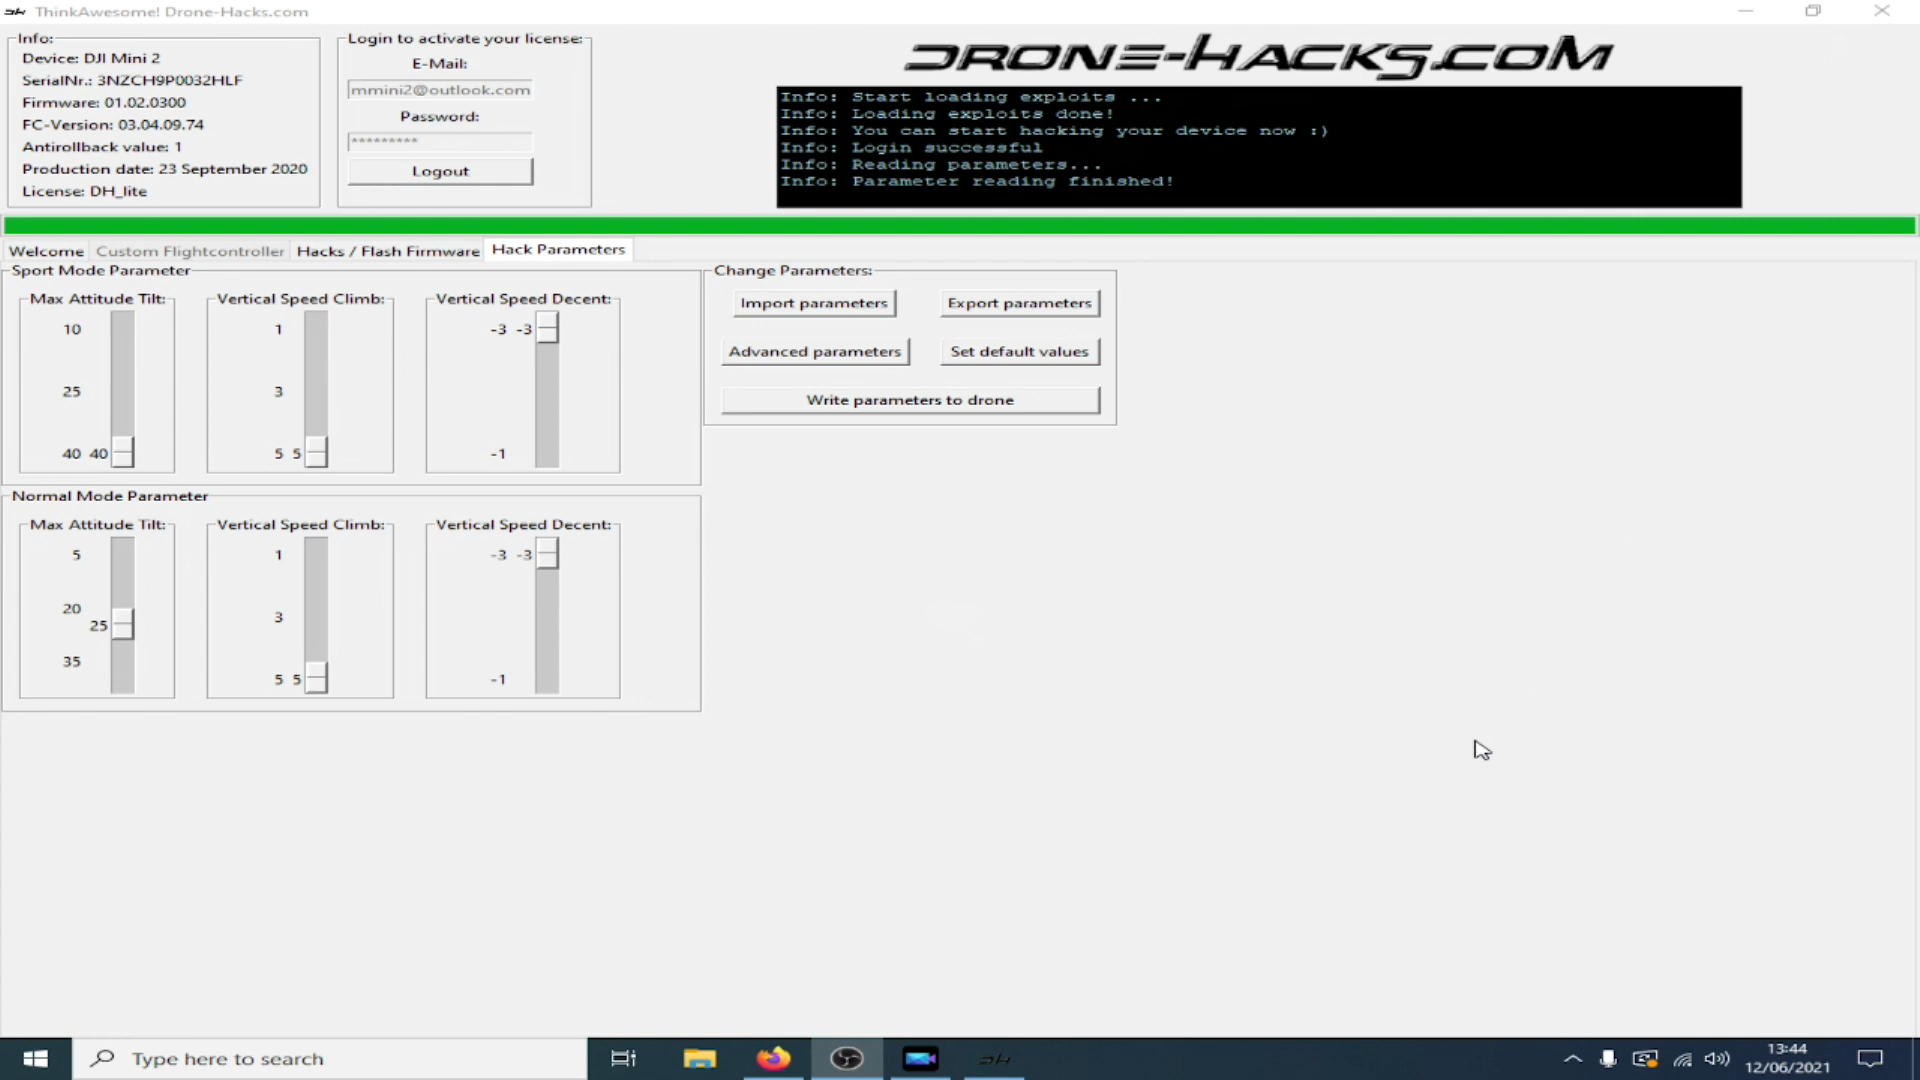 ThinkAwesome! Drone-Hacks.com
Info:
Device: DJI Mini 2
SerialNr.: 3NZCH9P0032HLF
Firmware: 01.02.0300
FC-Version: 03.04.09.74
Antirollback value: 1
Production date: 23 September 2020
License: DH_lite
Login to activate your license:
E-Mail:
mmini2@outlook.com
Password:
*********
Logout
DRONE-HACKS.COM
Info: Start loading exploits ...
Info: Loading exploits done!
Info: You can start hacking your device now :)
Info: Login successful
Info: Reading parameters...
Info: Parameter reading finished!
Welcome Custom Flightcontroller Hacks / Flash Firmware Hack Parameters
Sport Mode Parameter
Max Attitude Tilt:
10
25
40 40
Vertical Speed Climb:
1
3
5 5
Vertical Speed Decent:
-3 -3
-1
Change Parameters:
Import parameters Export parameters
Advanced parameters Set default values
Write parameters to drone
Normal Mode Parameter
Max Attitude Tilt:
5
20
25
35
Vertical Speed Climb:
1
3
5 5
Vertical Speed Decent:
-3 -3
-1
Type here to search
13:44
12/06/2021